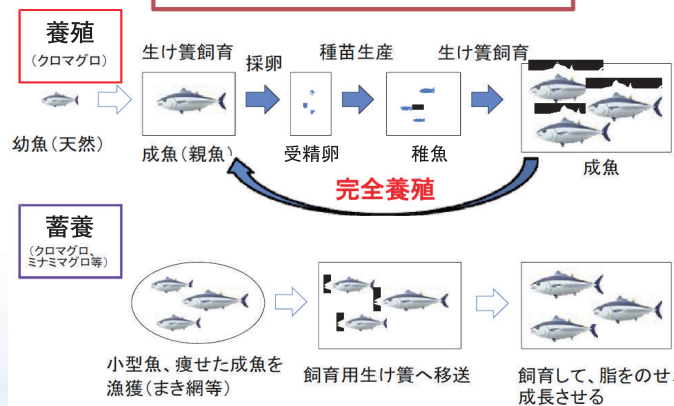 養殖
(クロマグロ)
生け簀飼育
採卵
種苗生産
生け簀飼育
幼魚(天然)
成魚(親魚)
受精卵
稚魚
成魚
完全養殖
蓄養
(クロマグロ、
ミナミマグロ等)
小型魚、痩せた成魚を
漁獲(まき網等)
飼育用生け簀へ移送
飼育して、脂をのせ、
成長させる